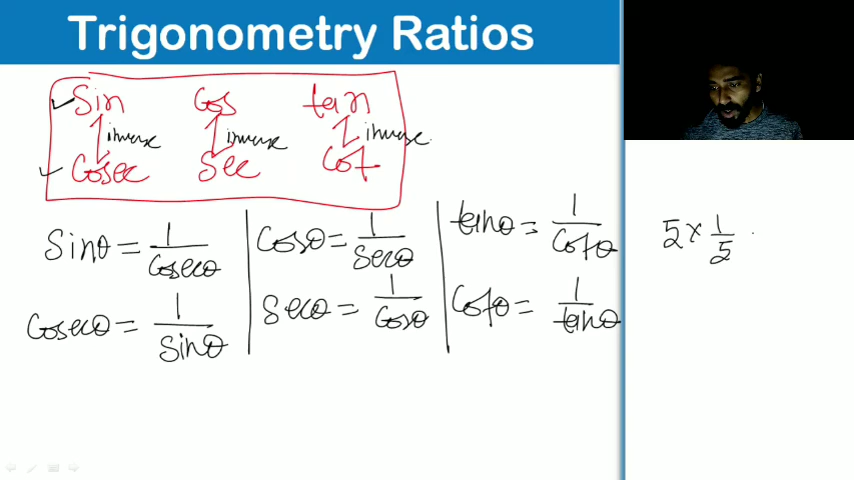 Trigonometry Ratios
Sin Cos tan
inverse inverse inverse
Cosec Sec Cot
Sinθ = 1/Cosecθ
Cosecθ = 1/Sinθ
Cosθ = 1/Secθ
Secθ = 1/Cosθ
tanθ = 1/Cotθ
Cotθ = 1/tanθ
5 × 1/5